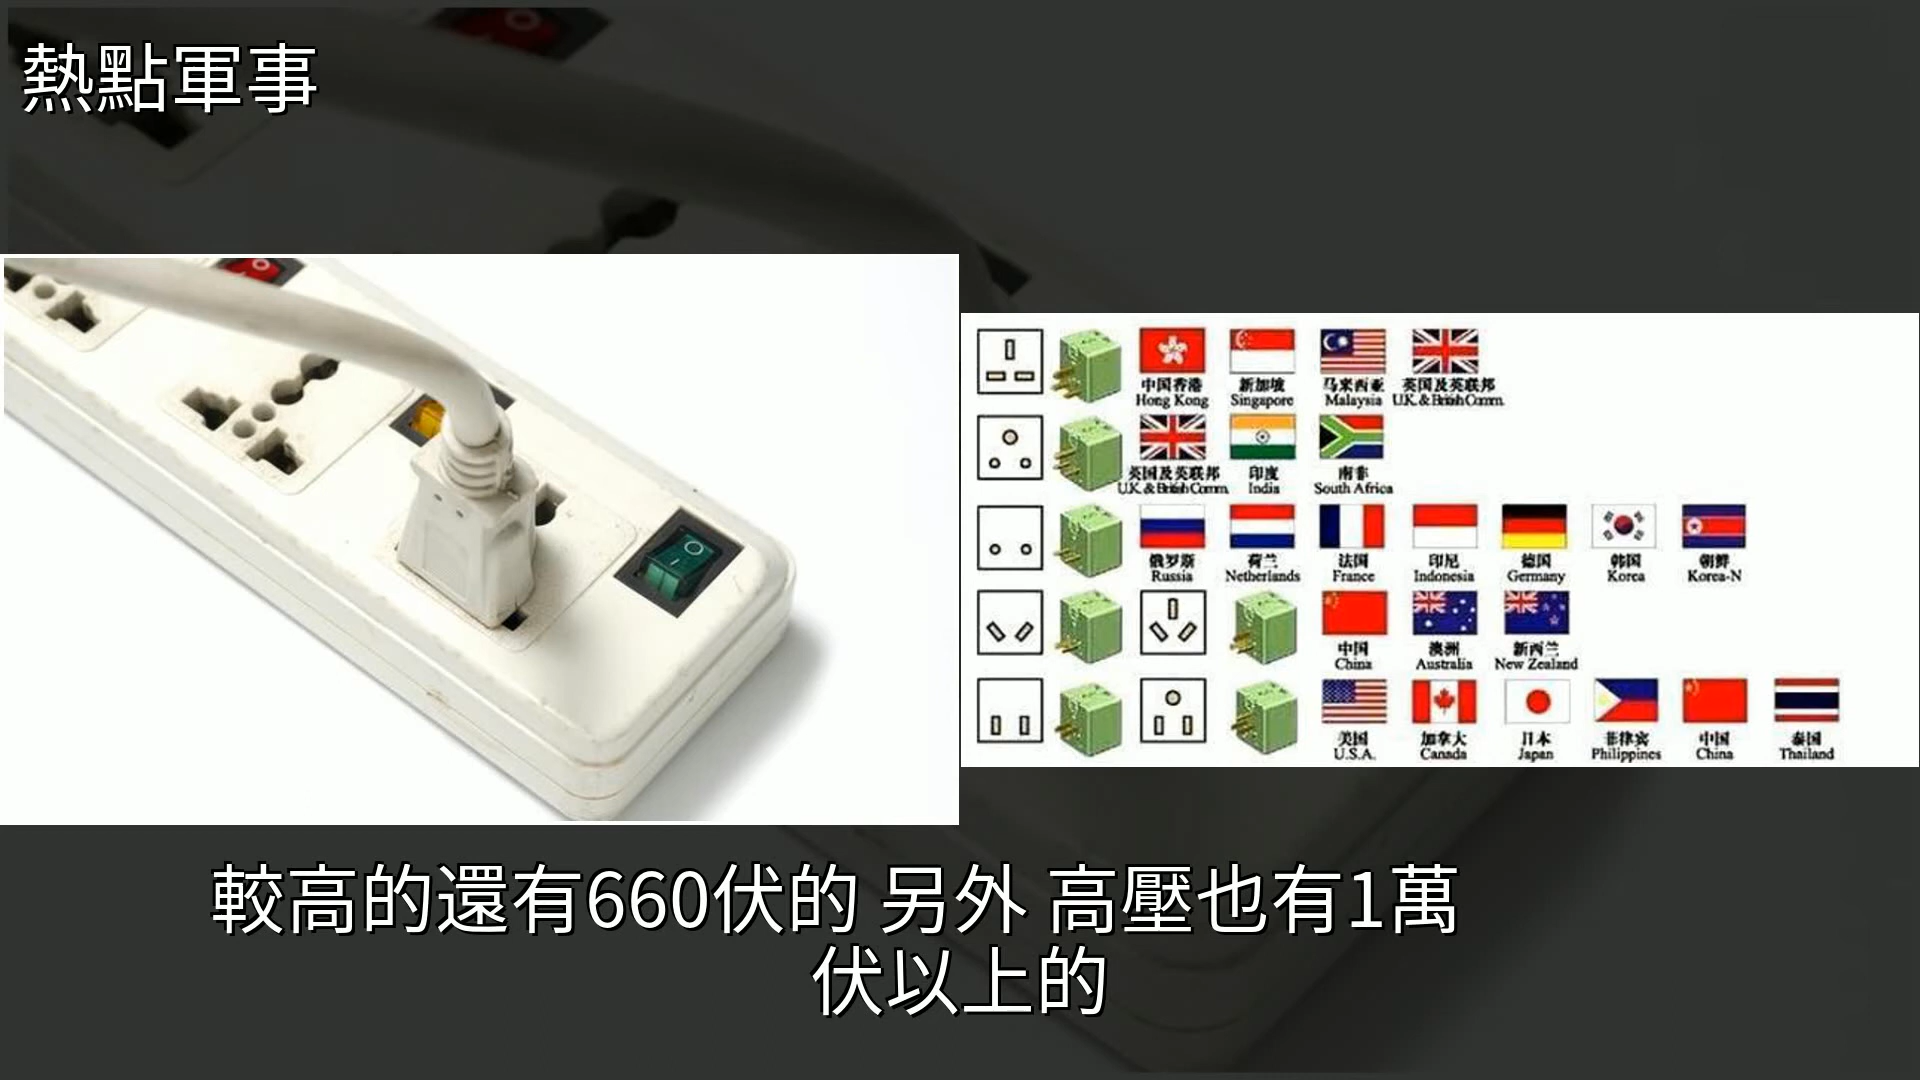 熱點軍事
中国香港 新加坡 马来西亚 英国及英联邦
Hong Kong Singapore Malaysia U.K. & British Comm.
英国及英联邦 印度 南非
U.K. & British Comm. India South Africa
俄罗斯 荷兰 法国 印尼 德国 韩国 朝鲜
Russia Netherlands France Indonesia Germany Korea Korea-N
中国 澳洲 新西兰
China Australia New Zealand
美国 加拿大 日本 菲律宾 中国 泰国
U.S.A. Canada Japan Philippines China Thailand
較高的還有660伏的 另外 高壓也有1萬
伏以上的